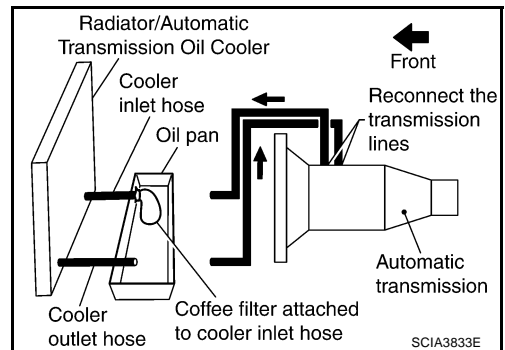 Radiator/Automatic
Transmission Oil Cooler
Cooler
inlet hose
Oil pan
Front
Reconnect the
transmission
lines
Automatic
transmission
Cooler
outlet hose
Coffee filter attached
to cooler inlet hose
SCIA3833E